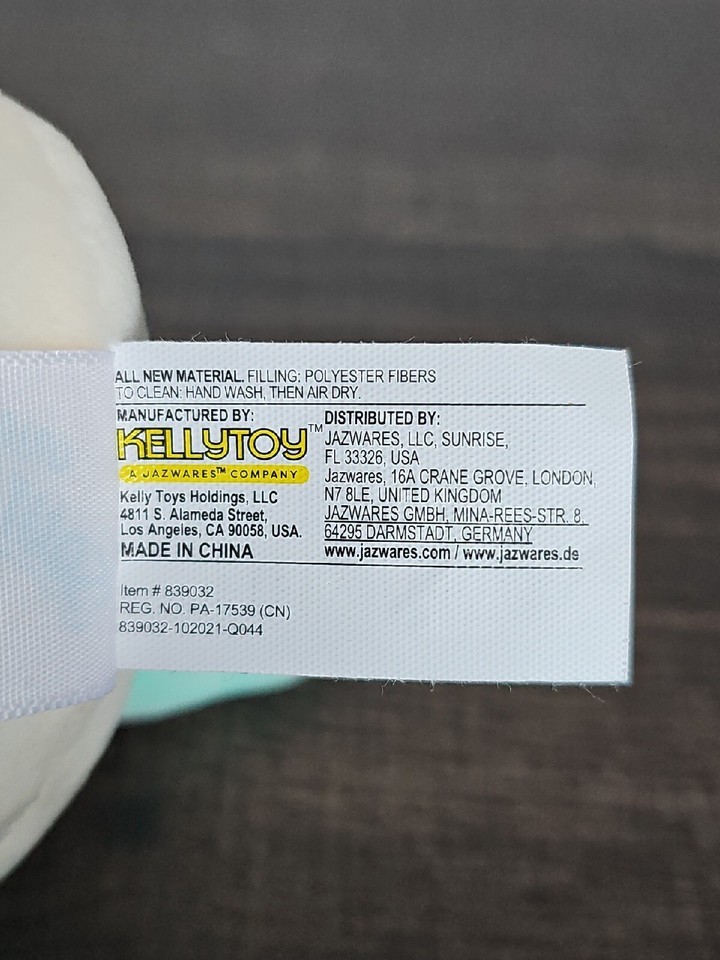 ALL NEW MATERIAL. FILLING: POLYESTER FIBERS
TO CLEAN: HAND WASH, THEN AIR DRY.
MANUFACTURED BY:
KELLYTOY™
A JAZWARES™ COMPANY
Kelly Toys Holdings, LLC
4811 S. Alameda Street,
Los Angeles, CA 90058, USA.
MADE IN CHINA
DISTRIBUTED BY:
JAZWARES, LLC, SUNRISE,
FL 33326, USA
Jazwares, 16A CRANE GROVE, LONDON,
N7 8LE, UNITED KINGDOM
JAZWARES GMBH, MINA-REES-STR. 8,
64295 DARMSTADT, GERMANY
www.jazwares.com / www.jazwares.de
Item # 839032
REG. NO. PA-17539 (CN)
839032-102021-Q044